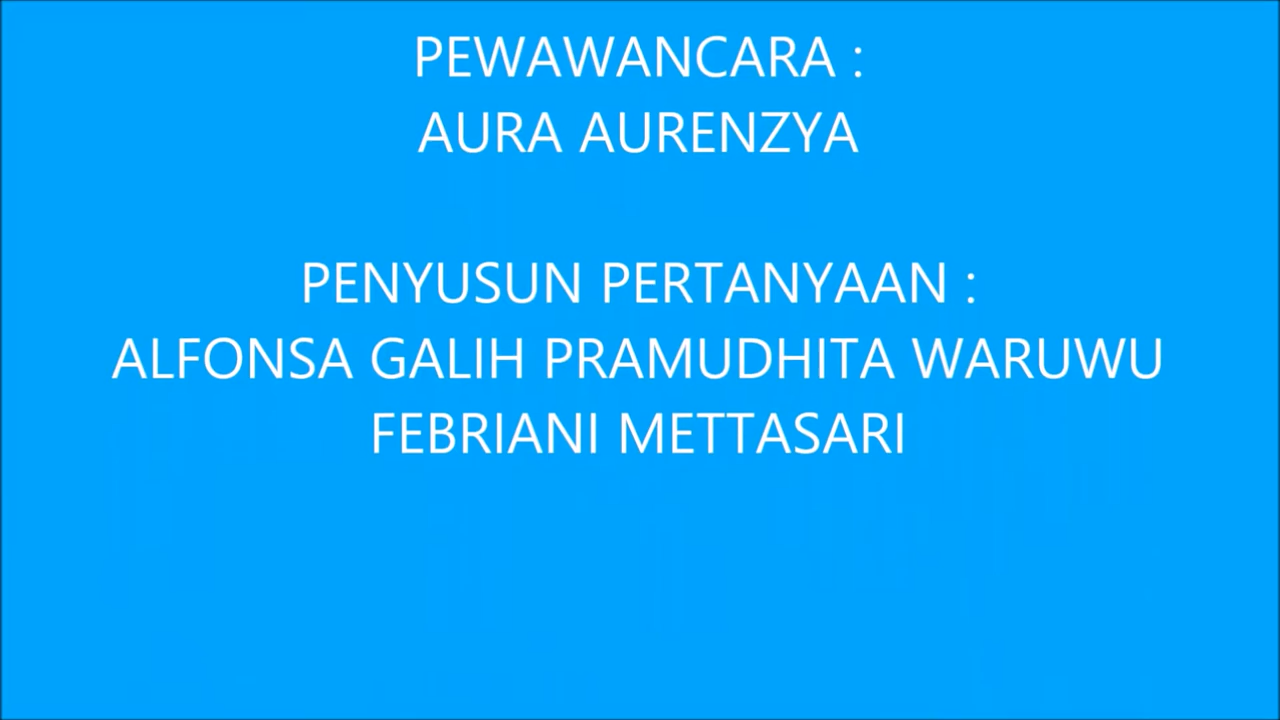 PEWAWANCARA :
AURA AURENZYA
PENYUSUN PERTANYAAN :
ALFONSA GALIH PRAMUDHITA WARUWU
FEBRIANI METTASARI